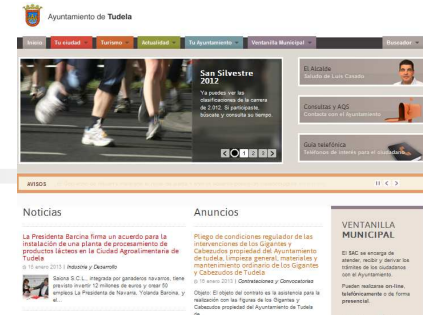 Ayuntamiento de Tudela
Inicio
Tu ciudad
Turismo
Actualidad
Tu Ayuntamiento
Ventanilla Municipal
Buscador
San Silvestre
2012
Ya puedes ver las
clasificaciones de la carrera
de 2.012. Si participaste,
búscate y consulta su tiempo.
1 2 3
El Alcalde
Saludo de Luis Casado
Consultas y AQS
Contacta con el Ayuntamiento
Guía telefónica
Teléfonos de interés para el ciudadano
AVISOS
Noticias
La Presidenta Barcina firma un acuerdo para la
instalación de una planta de procesamiento de
productos lácteos en la Ciudad Agroalimentaria de
Tudela
16 enero 2013 | Industria y Desarrollo
Saiona S.C.L., integrada por ganaderos navarros, tiene
previsto invertir 12 millones de euros y crear 50
empleos La Presidenta de Navarra, Yolanda Barcina, y
el...
Anuncios
Pliego de condiciones regulador de las
intervenciones de los Gigantes y
Cabezudos propiedad del Ayuntamiento
de tudela, limpieza general, materiales y
mantenimiento ordinario de los Gigantes
y Cabezudos de Tudela
15 enero 2013 | Contrataciones y Convocatorias
Objeto: El objeto del contrato es la asistencia para la
realización con las figuras de los Gigantes y
Cabezudos propiedad del Ayuntamiento de Tudela
de
VENTANILLA
MUNICIPAL
El SAC se encarga de
atender, recibir y derivar los
trámites de los ciudadanos
con el Ayuntamiento.
Pueden realizarse on-line,
telefónicamente o de forma
presencial.